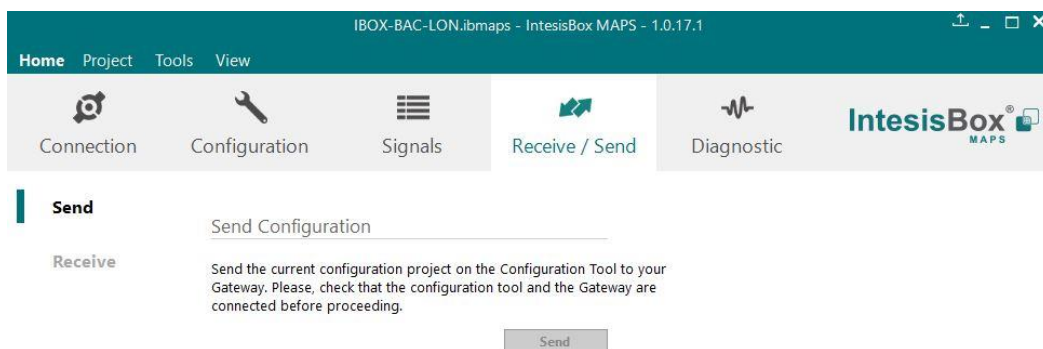 IBOX-BAC-LON.ibmaps - IntesisBox MAPS - 1.0.17.1
Home Project Tools View
Connection Configuration Signals Receive / Send Diagnostic
IntesisBox®
MAPS
Send
Send Configuration
Receive
Send the current configuration project on the Configuration Tool to your
Gateway. Please, check that the configuration tool and the Gateway are
connected before proceeding.
Send